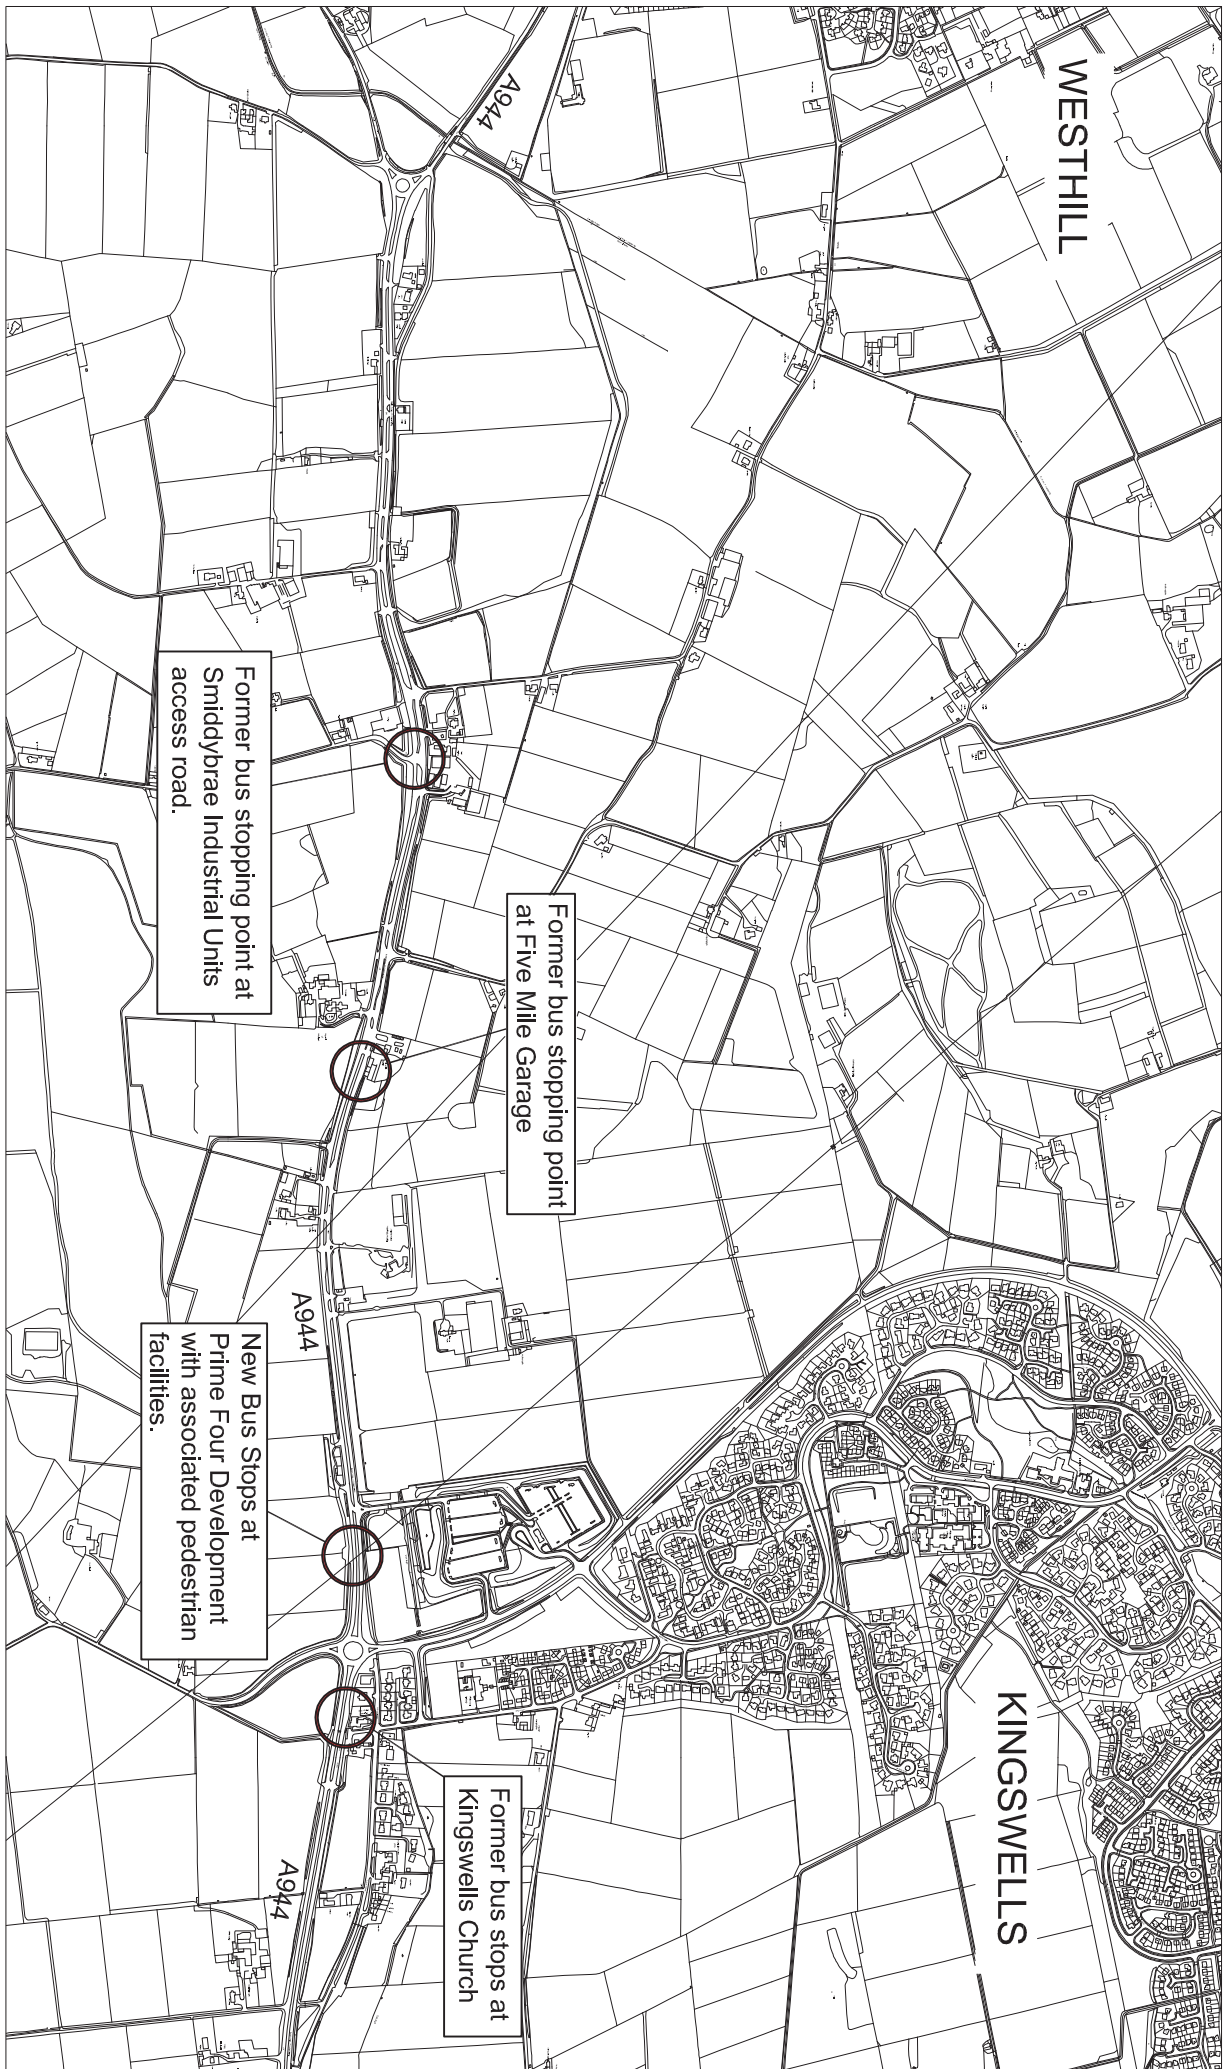 WESTHILL
A944
Former bus stopping point at
Smiddybrae Industrial Units
access road.
Former bus stopping point
at Five Mile Garage
A944
New Bus Stops at
Prime Four Development
with associated pedestrian
facilities.
KINGSWELLS
Former bus stops at
Kingswells Church
A944